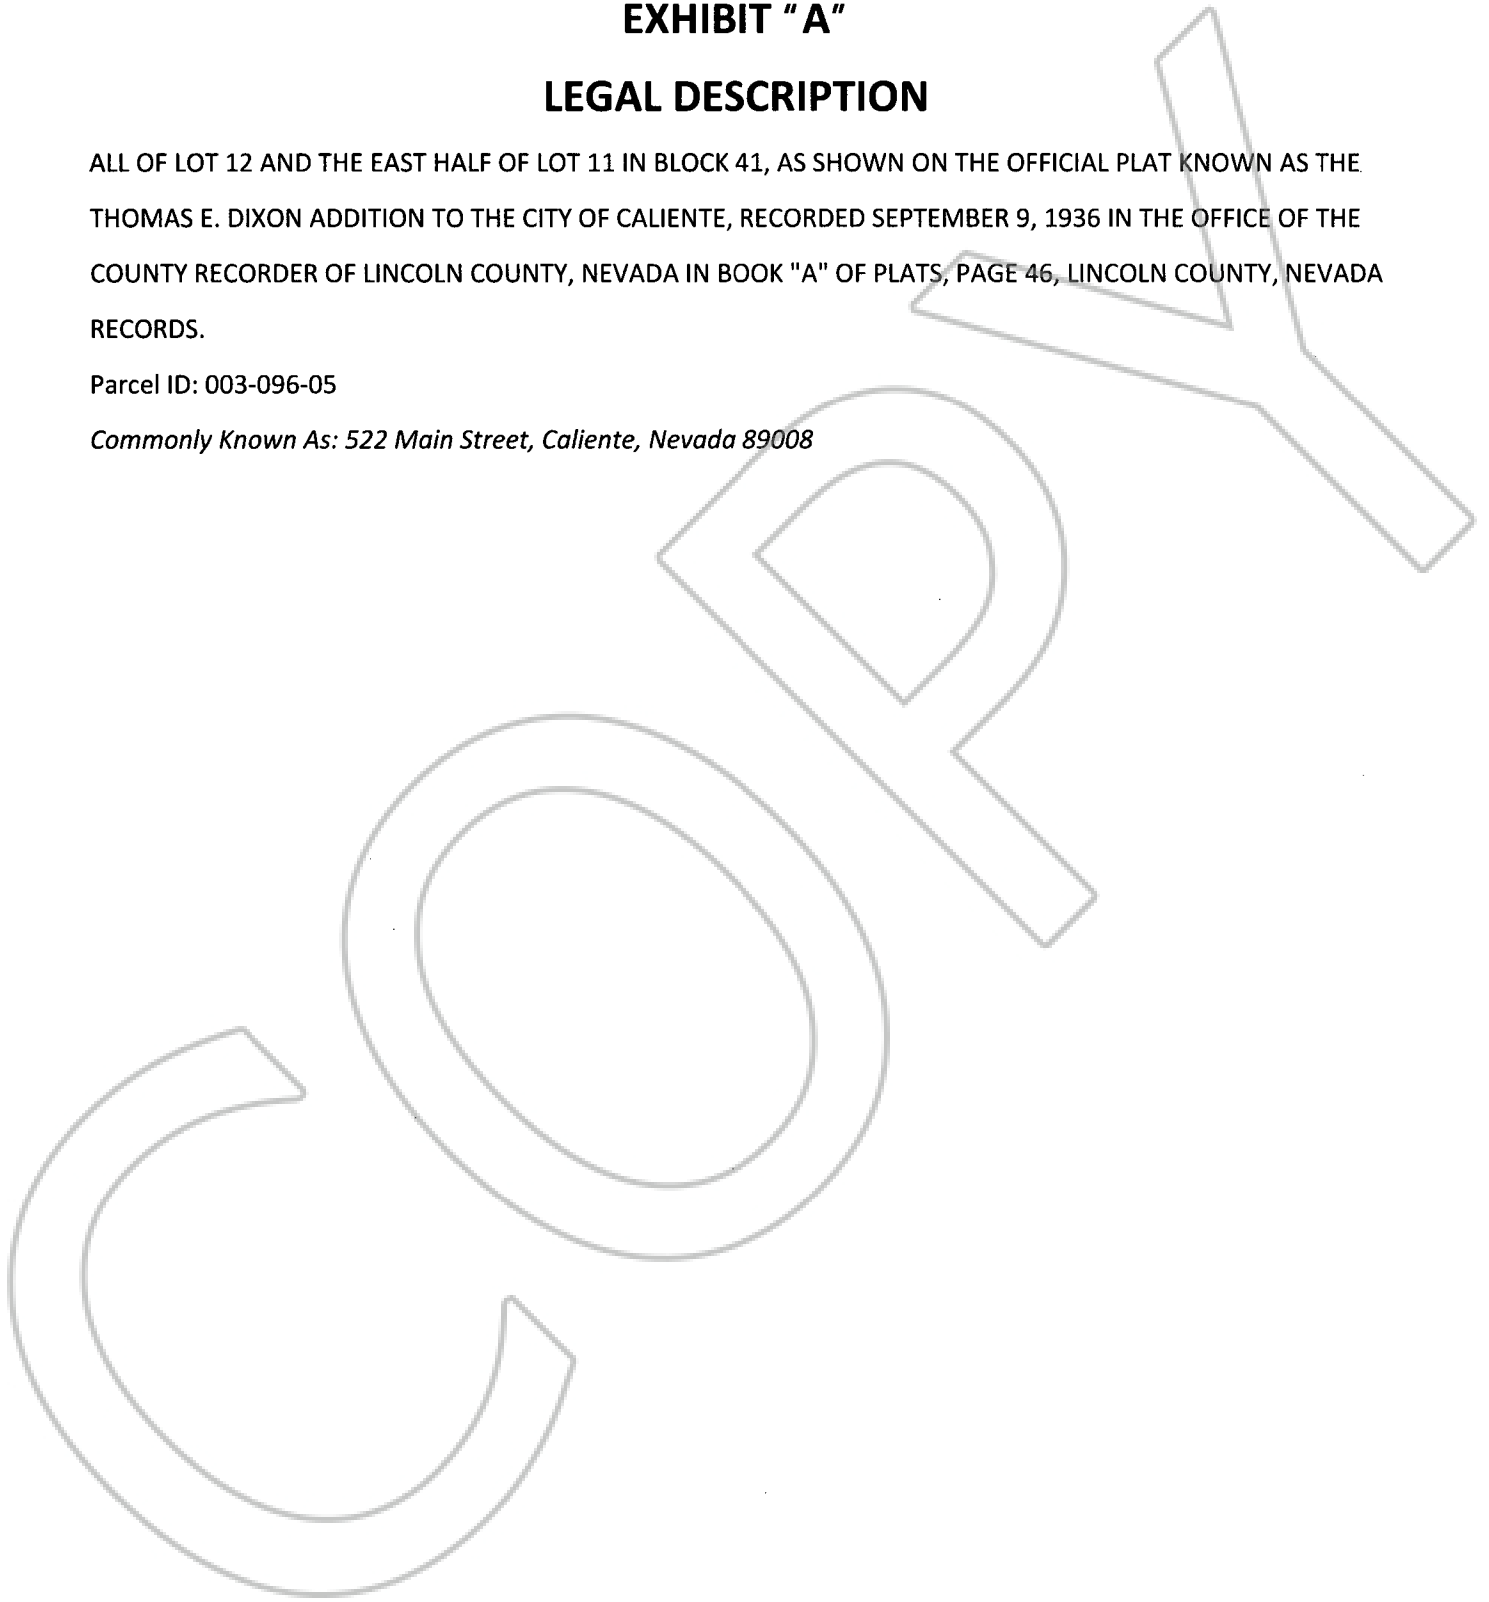 EXHIBIT "A"
LEGAL DESCRIPTION
ALL OF LOT 12 AND THE EAST HALF OF LOT 11 IN BLOCK 41, AS SHOWN ON THE OFFICIAL PLAT KNOWN AS THE
THOMAS E. DIXON ADDITION TO THE CITY OF CALIENTE, RECORDED SEPTEMBER 9, 1936 IN THE OFFICE OF THE
COUNTY RECORDER OF LINCOLN COUNTY, NEVADA IN BOOK "A" OF PLATS, PAGE 46, LINCOLN COUNTY, NEVADA
RECORDS.
Parcel ID: 003-096-05
Commonly Known As: 522 Main Street, Caliente, Nevada 89008
COPY